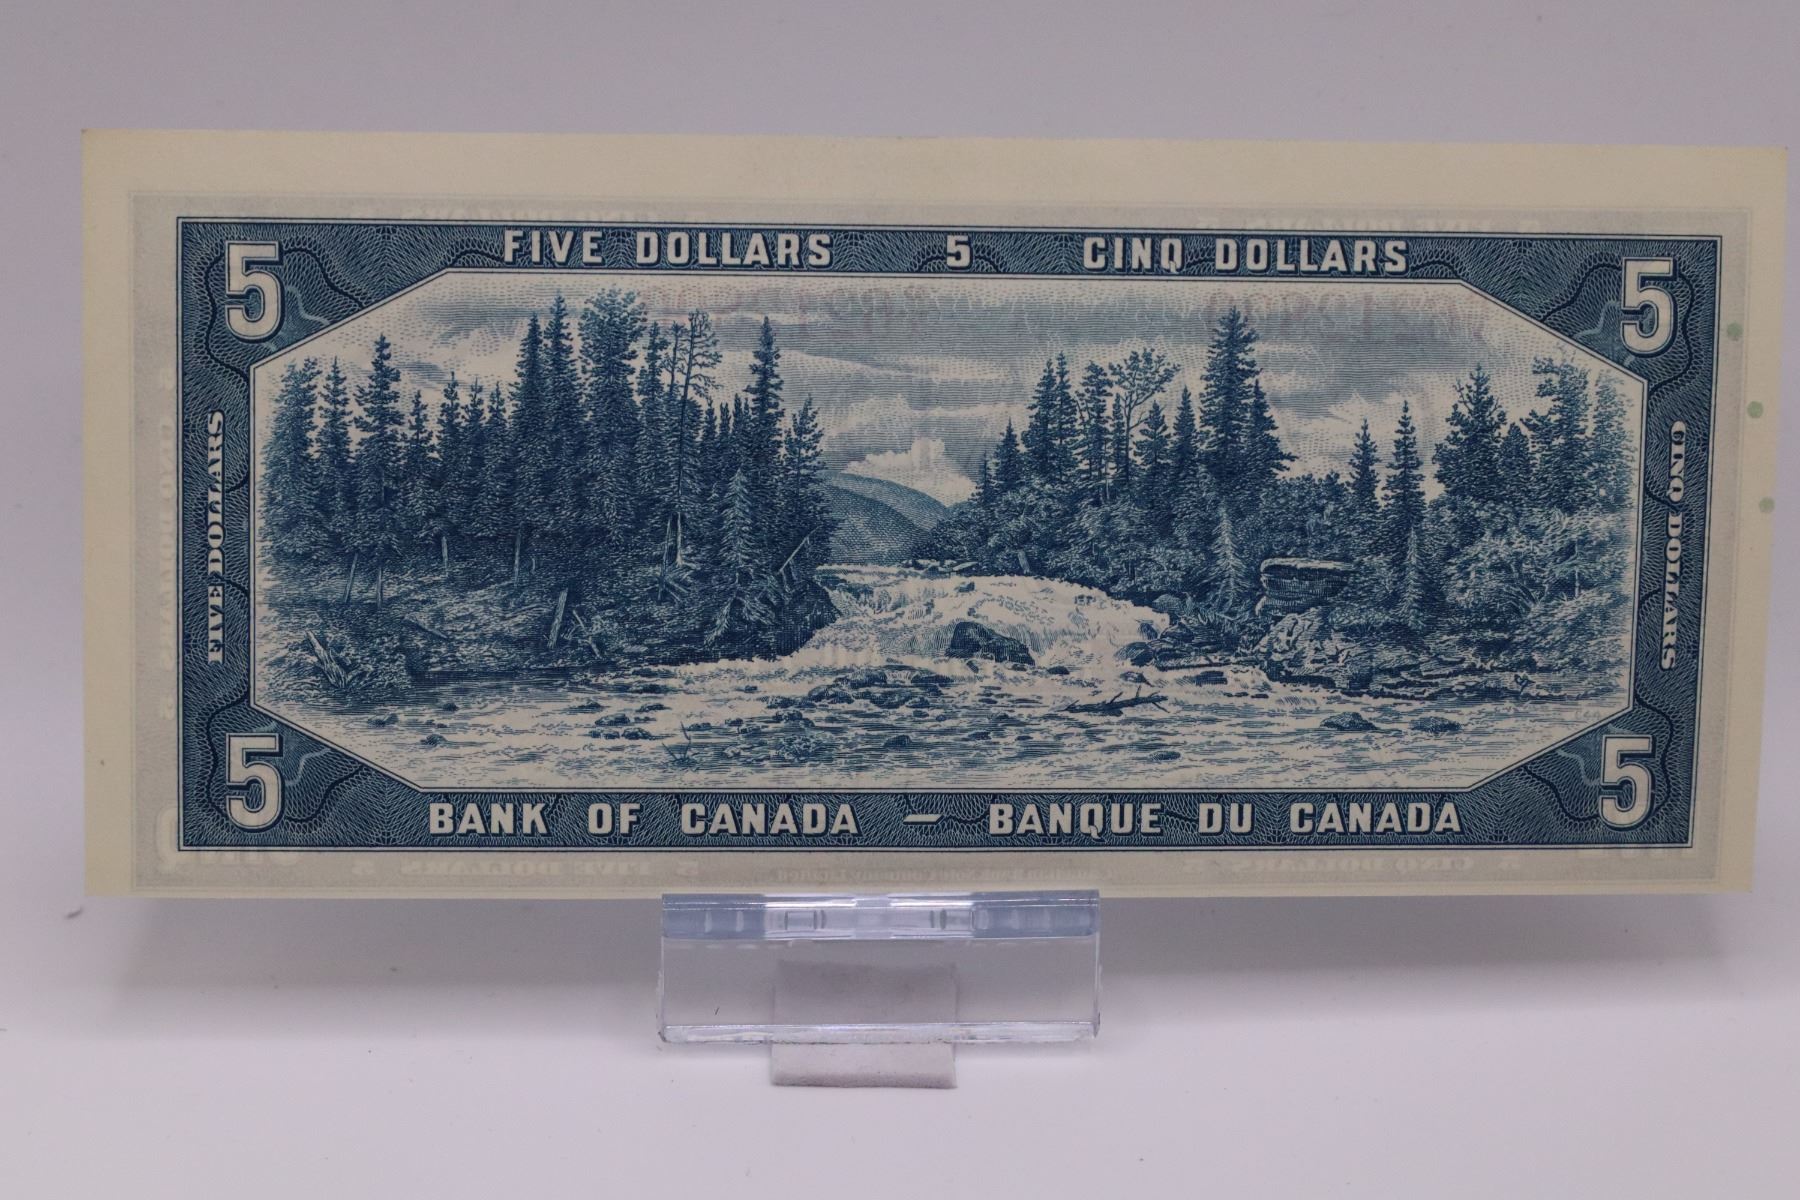 FIVE DOLLARS 5 CINQ DOLLARS
5 5
FIVE DOLLARS
CINQ DOLLARS
5 5
BANK OF CANADA — BANQUE DU CANADA